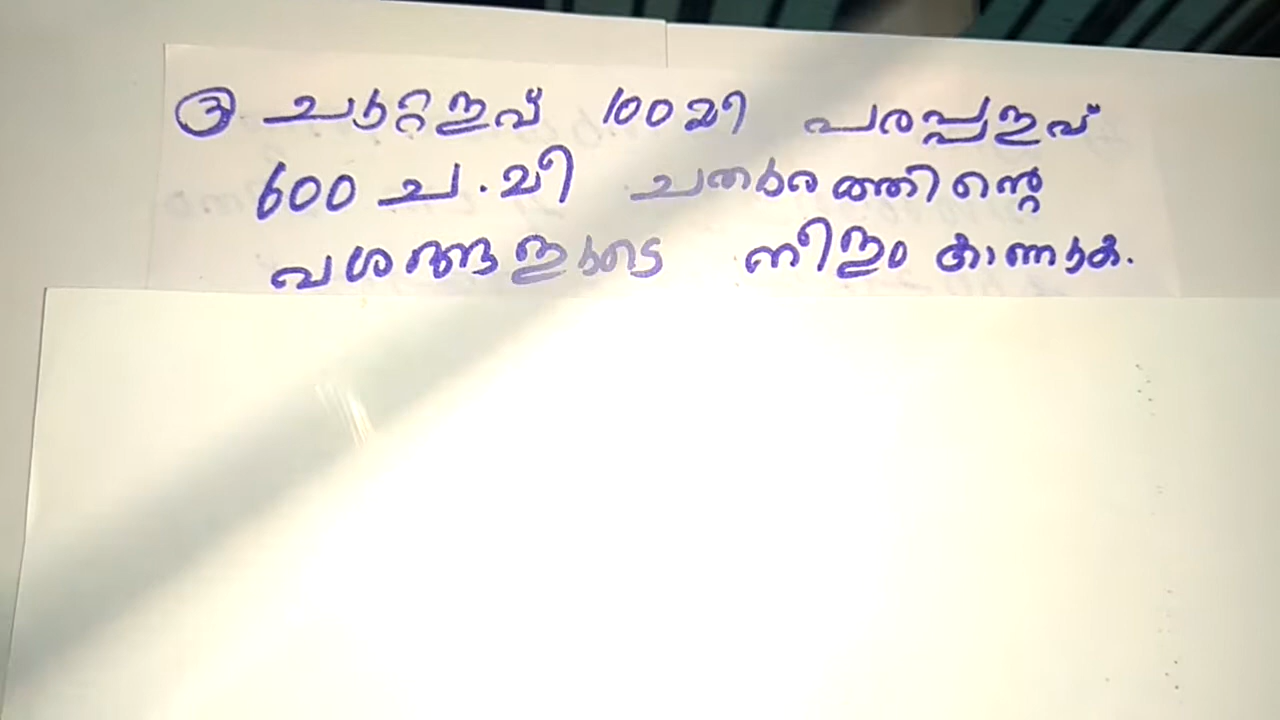 ③ ചുറ്റളവ് 100മീ പരപ്പളവ്
600 ച.മീ ചതുരത്തിന്റെ
വശങ്ങളുടെ നീളം കാണുക.